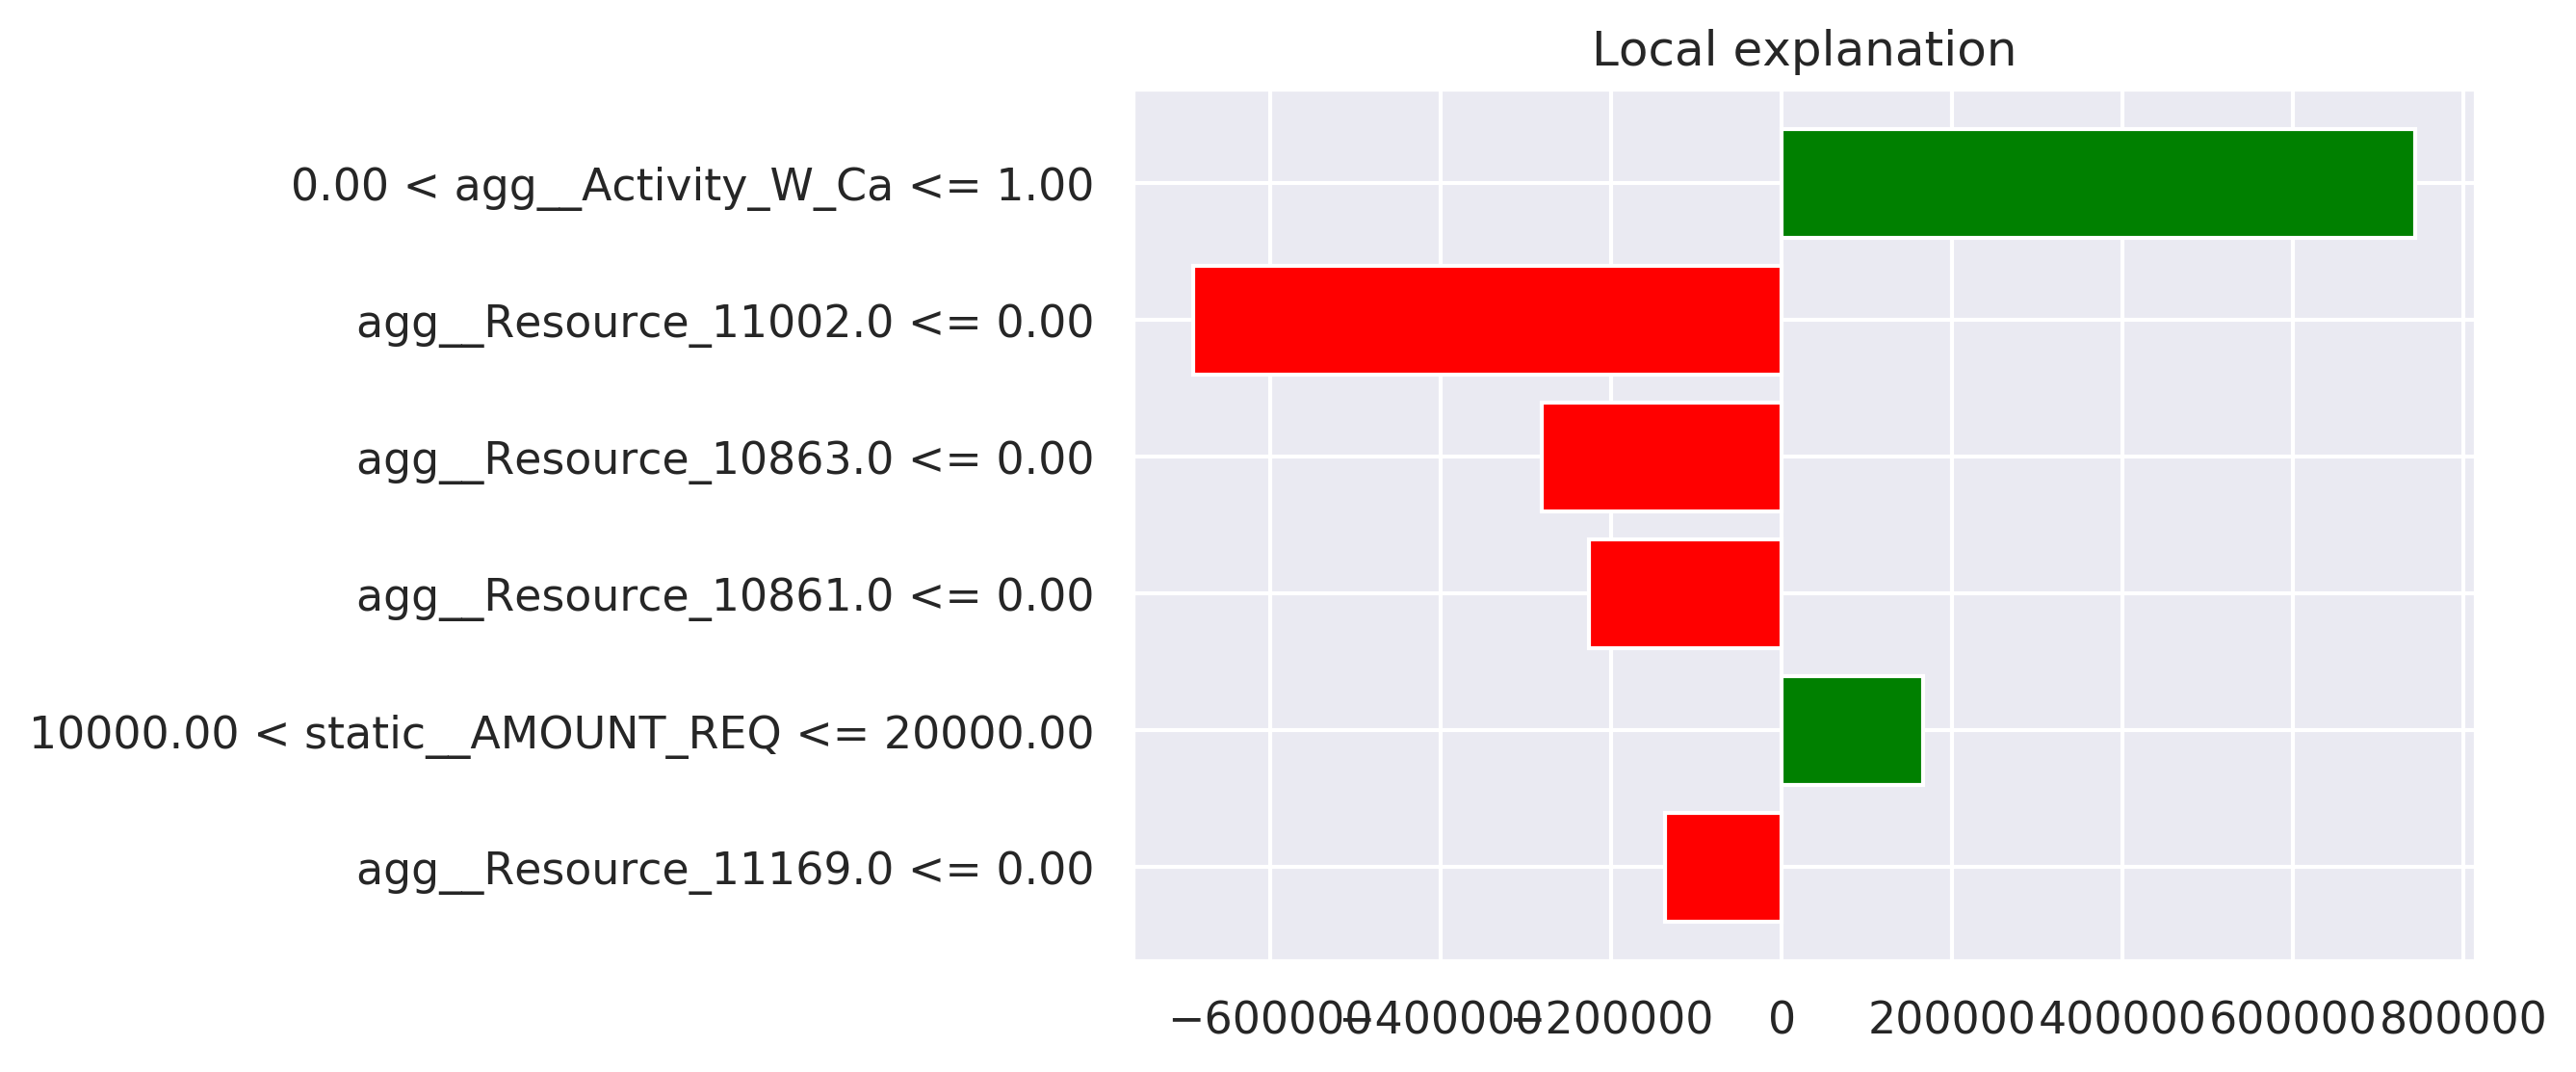 Local explanation
0.00 < agg__Activity_W_Ca <= 1.00
agg__Resource_11002.0 <= 0.00
agg__Resource_10863.0 <= 0.00
agg__Resource_10861.0 <= 0.00
10000.00 < static__AMOUNT_REQ <= 20000.00
agg__Resource_11169.0 <= 0.00
−600000 −400000 −200000 0 200000 400000 600000 800000